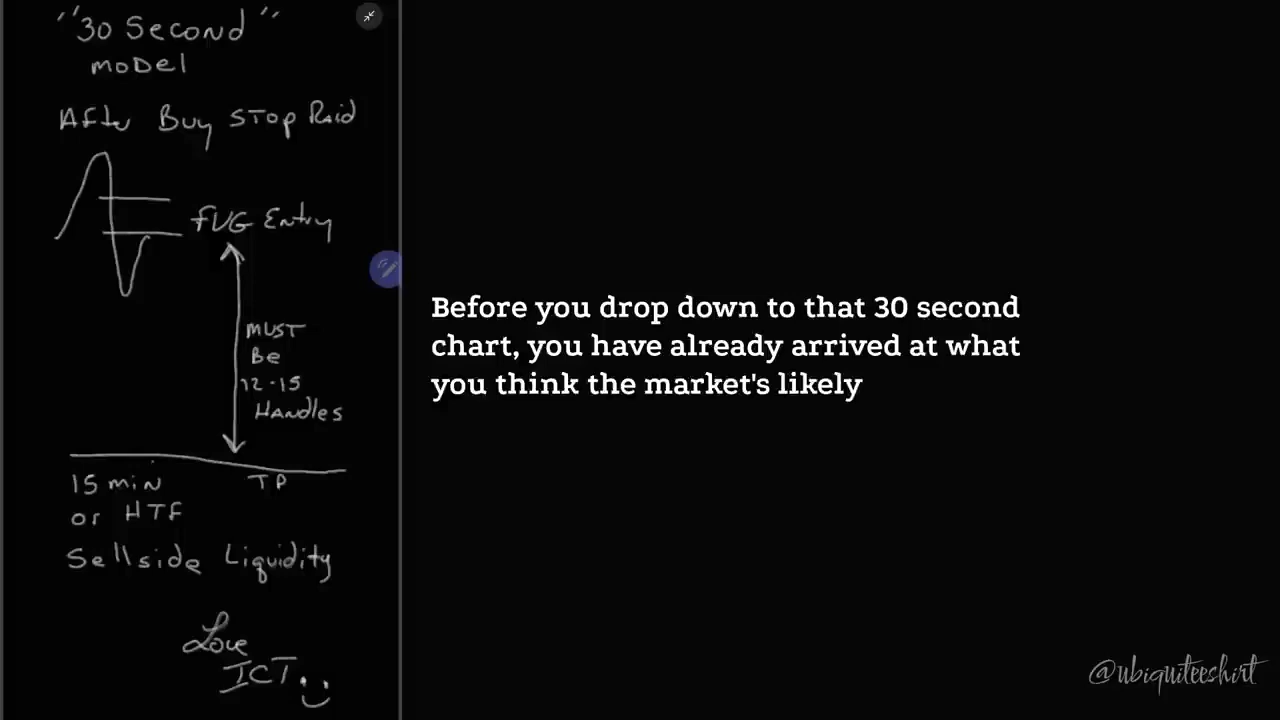 "30 Second"
moDel
After Buy STOP Raid
FVG Entry
MUST
Be
12-15
HANdles
15 min
TP
or HTF
Sellside Liquidity
Love
ICT
Before you drop down to that 30 second
chart, you have already arrived at what
you think the market's likely
@ubiquiteeshirt